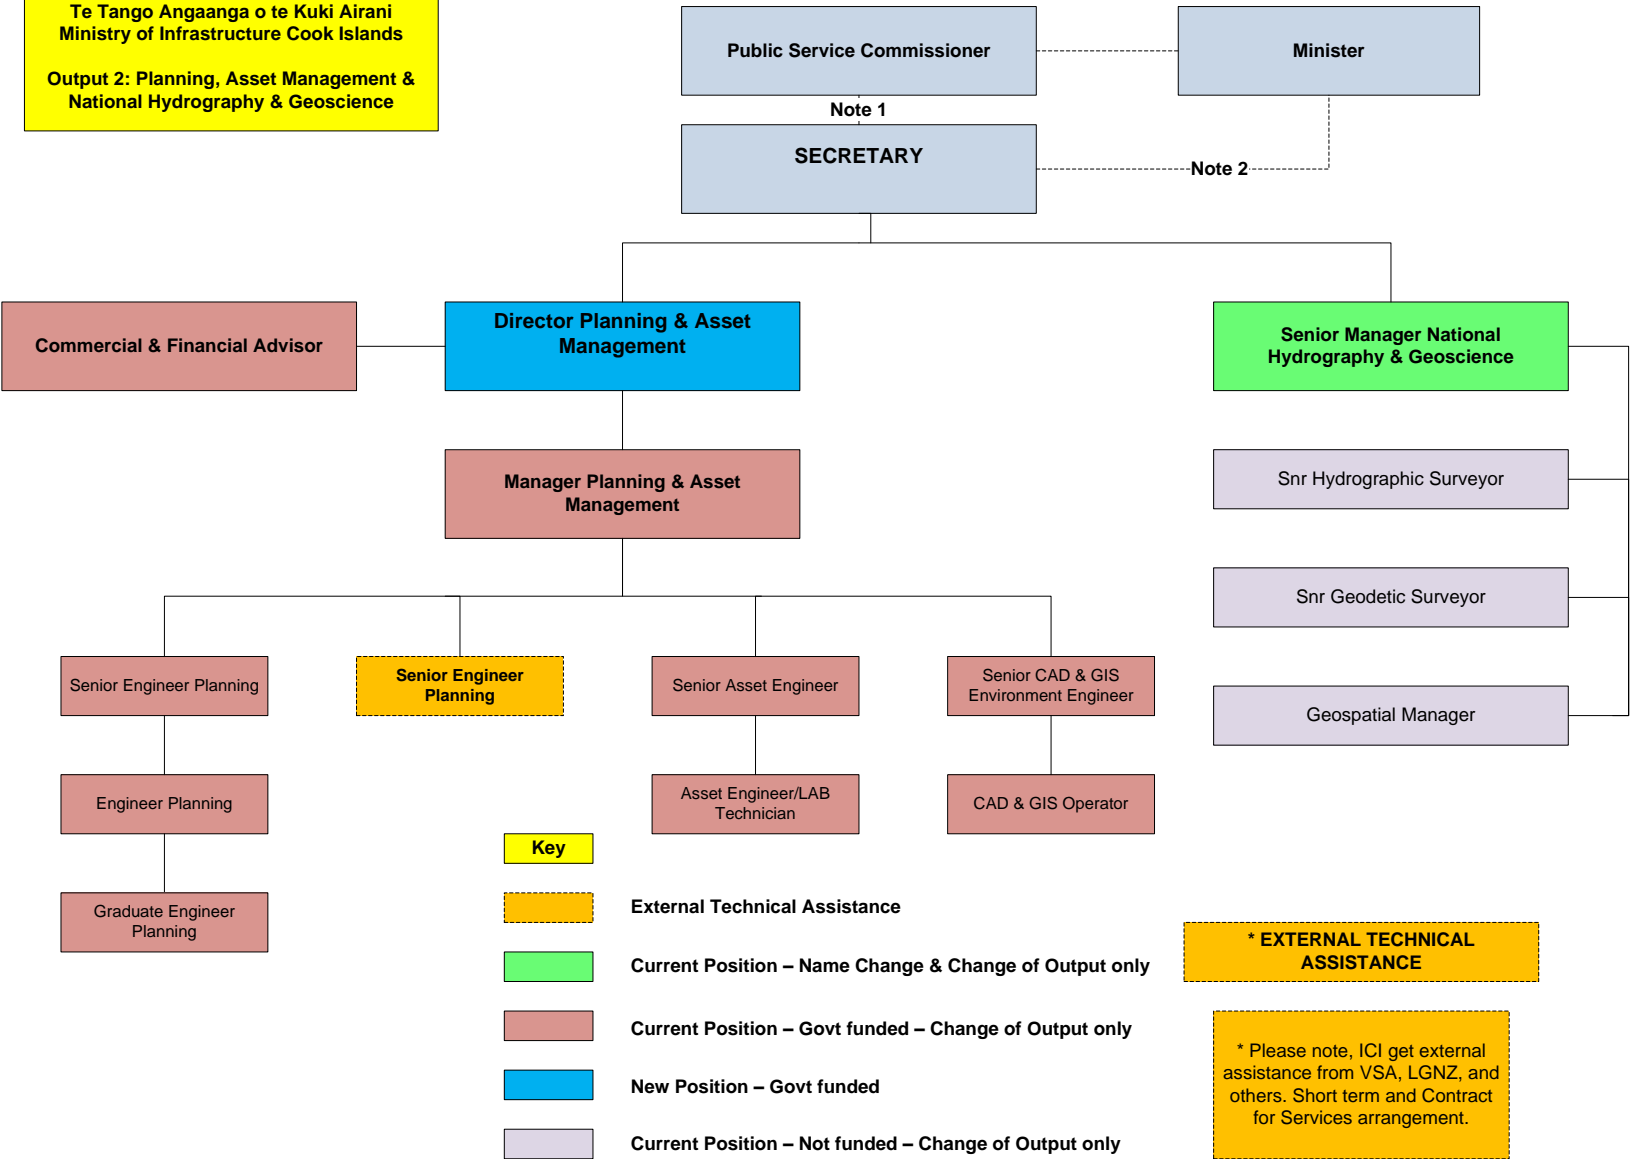 Te Tango Angaanga o te Kuki Airani
Ministry of Infrastructure Cook Islands
Output 2: Planning, Asset Management &
National Hydrography & Geoscience
Public Service Commissioner
Minister
Note 1
SECRETARY
Note 2
Commercial & Financial Advisor
Director Planning & Asset
Management
Senior Manager National
Hydrography & Geoscience
Manager Planning & Asset
Management
Snr Hydrographic Surveyor
Snr Geodetic Surveyor
Geospatial Manager
Senior Engineer Planning
Senior Engineer
Planning
Senior Asset Engineer
Senior CAD & GIS
Environment Engineer
Engineer Planning
Asset Engineer/LAB
Technician
CAD & GIS Operator
Graduate Engineer
Planning
Key
External Technical Assistance
Current Position – Name Change & Change of Output only
Current Position – Govt funded – Change of Output only
New Position – Govt funded
Current Position – Not funded – Change of Output only
* EXTERNAL TECHNICAL
ASSISTANCE
* Please note, ICI get external
assistance from VSA, LGNZ, and
others. Short term and Contract
for Services arrangement.